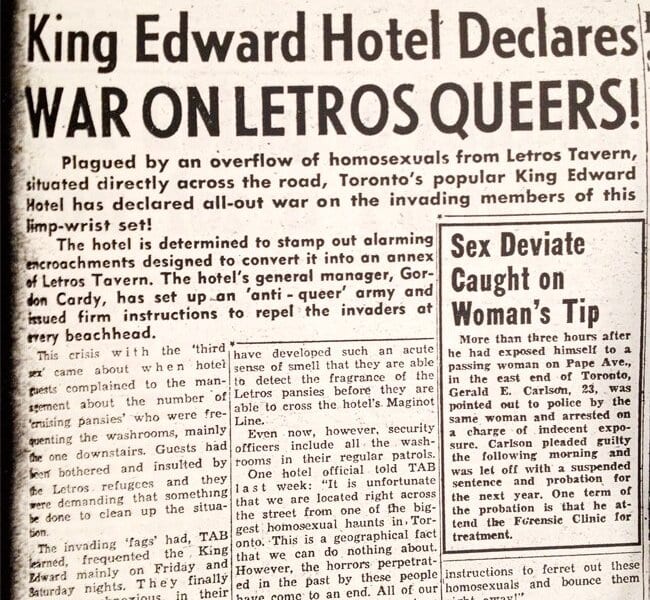 King Edward Hotel Declares
WAR ON LETROS QUEERS!
Plagued by an overflow of homosexuals from Letros Tavern,
situated directly across the road, Toronto's popular King Edward
Hotel has declared all-out war on the invading members of this
limp-wrist set!
The hotel is determined to stamp out alarming
encroachments designed to convert it into an annex
of Letros Tavern. The hotel's general manager, Gor-
don Cardy, has set up an 'anti-queer' army and
issued firm instructions to repel the invaders at
every beachhead.
This crisis with the 'third
sex' came about when hotel
guests complained to the man-
agement about the number of
'cruising pansies' who were fre-
quenting the washrooms, mainly
the one downstairs. Guests had
been bothered and insulted by
the Letros refugees and they
were demanding that something
be done to clean up the situa-
tion.
The invading 'fags' had, TAB
learned, frequented the King
Edward mainly on Friday and
Saturday nights. They finally
in their
have developed such an acute
sense of smell that they are able
to detect the fragrance of the
Letros pansies before they are
able to cross the hotel's Maginot
Line.
Even now, however, security
officers include all the wash-
rooms in their regular patrols.
One hotel official told TAB
last week: "It is unfortunate
that we are located right across
the street from one of the big-
gest homosexual haunts in Tor-
onto. This is a geographical fact
that we can do nothing about.
However, the horrors perpetrat-
ed in the past by these people
have come to an end. All of our
Sex Deviate
Caught on
Woman's Tip
More than three hours after
he had exposed himself to a
passing woman on Pape Ave.,
in the east end of Toronto,
Gerald E. Carlson, 23, was
pointed out to police by the
same woman and arrested on
a charge of indecent expo-
sure. Carlson pleaded guilty
the following morning and
was let off with a suspended
sentence and probation for
the next year. One term of
the probation is that he at-
tend the Forensic Clinic for
treatment.
instructions to ferret out these
homosexuals and bounce them